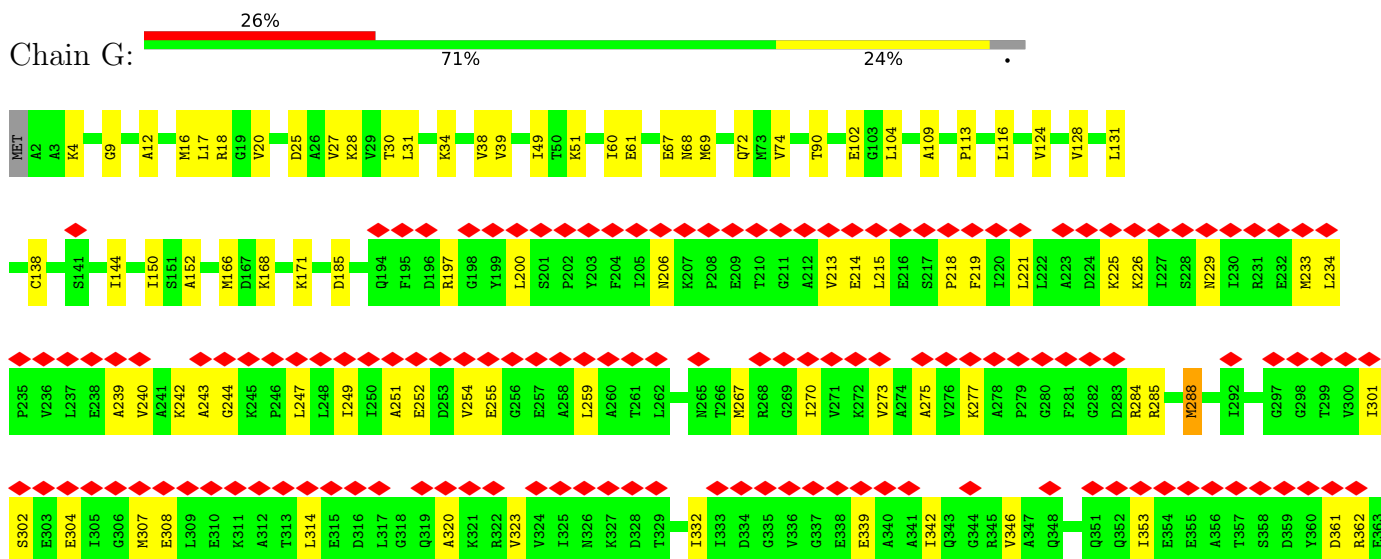 26%
Chain G:
71% 24% •
MET A2 A3 K4 G9 A12 M16 L17 R18 G19 V20 D25 A26 V27 K28 V29 T30 L31 K34 V38 V39 I49 T50 K51 I60 E61 E67 N68 M69 Q72 M73 V74 T90 E102 G103 L104 A109 P113 L116 V124 V128 L131
C138 S141 I144 I150 S151 A152 M166 D167 K168 K171 D185 Q194 F195 D196 R197 G198 Y199 L200 S201 P202 Y203 F204 I205 N206 K207 P208 E209 T210 G211 A212 V213 E214 L215 E216 S217 P218 F219 I220 L221 L222 A223 D224 K225 K226 I227 S228 N229 I230 R231 E232 M233 L234
P235 V236 L237 E238 A239 V240 A241 K242 A243 G244 K245 P246 L247 L248 I249 I250 A251 E252 D253 V254 E255 G256 E257 A258 L259 A260 T261 L262 N265 T266 M267 R268 G269 I270 V271 K272 V273 A274 A275 V276 K277 A278 P279 G280 F281 G282 D283 R284 R285 M288 I292 G297 G298 T299 V300 I301
S302 E303 E304 I305 G306 M307 E308 L309 E310 K311 A312 T313 L314 E315 D316 L317 G318 Q319 A320 K321 R322 V323 V324 I325 N326 K327 D328 T329 I332 I333 D334 G335 V336 G337 E338 E339 A340 A341 I342 Q343 G344 R345 V346 A347 Q348 Q351 Q352 I353 E354 E355 A356 T357 S358 D359 Y360 D361 R362 E363